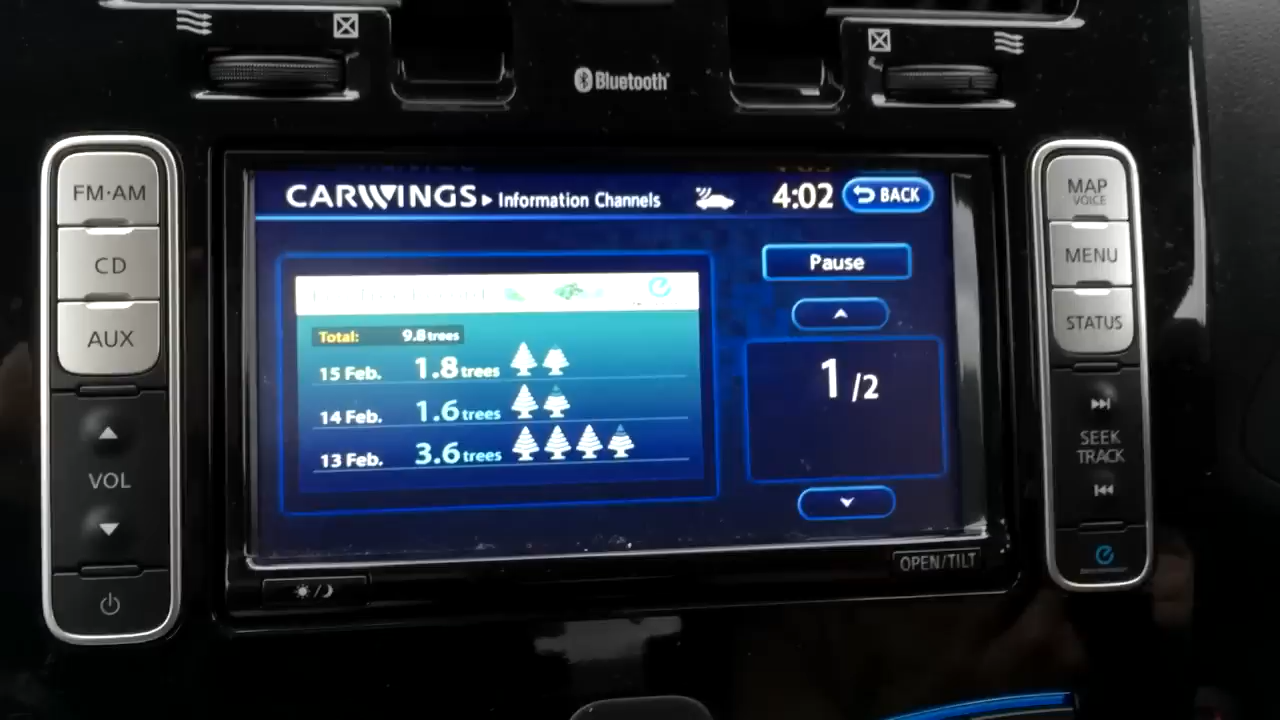 Bluetooth
FM·AM
CD
AUX
VOL
CARWINGS ▸ Information Channels
4:02
BACK
Pause
Total: 9.8 trees
15 Feb. 1.8 trees
14 Feb. 1.6 trees
13 Feb. 3.6 trees
1 /2
MAP
VOICE
MENU
STATUS
SEEK
TRACK
OPEN/TILT